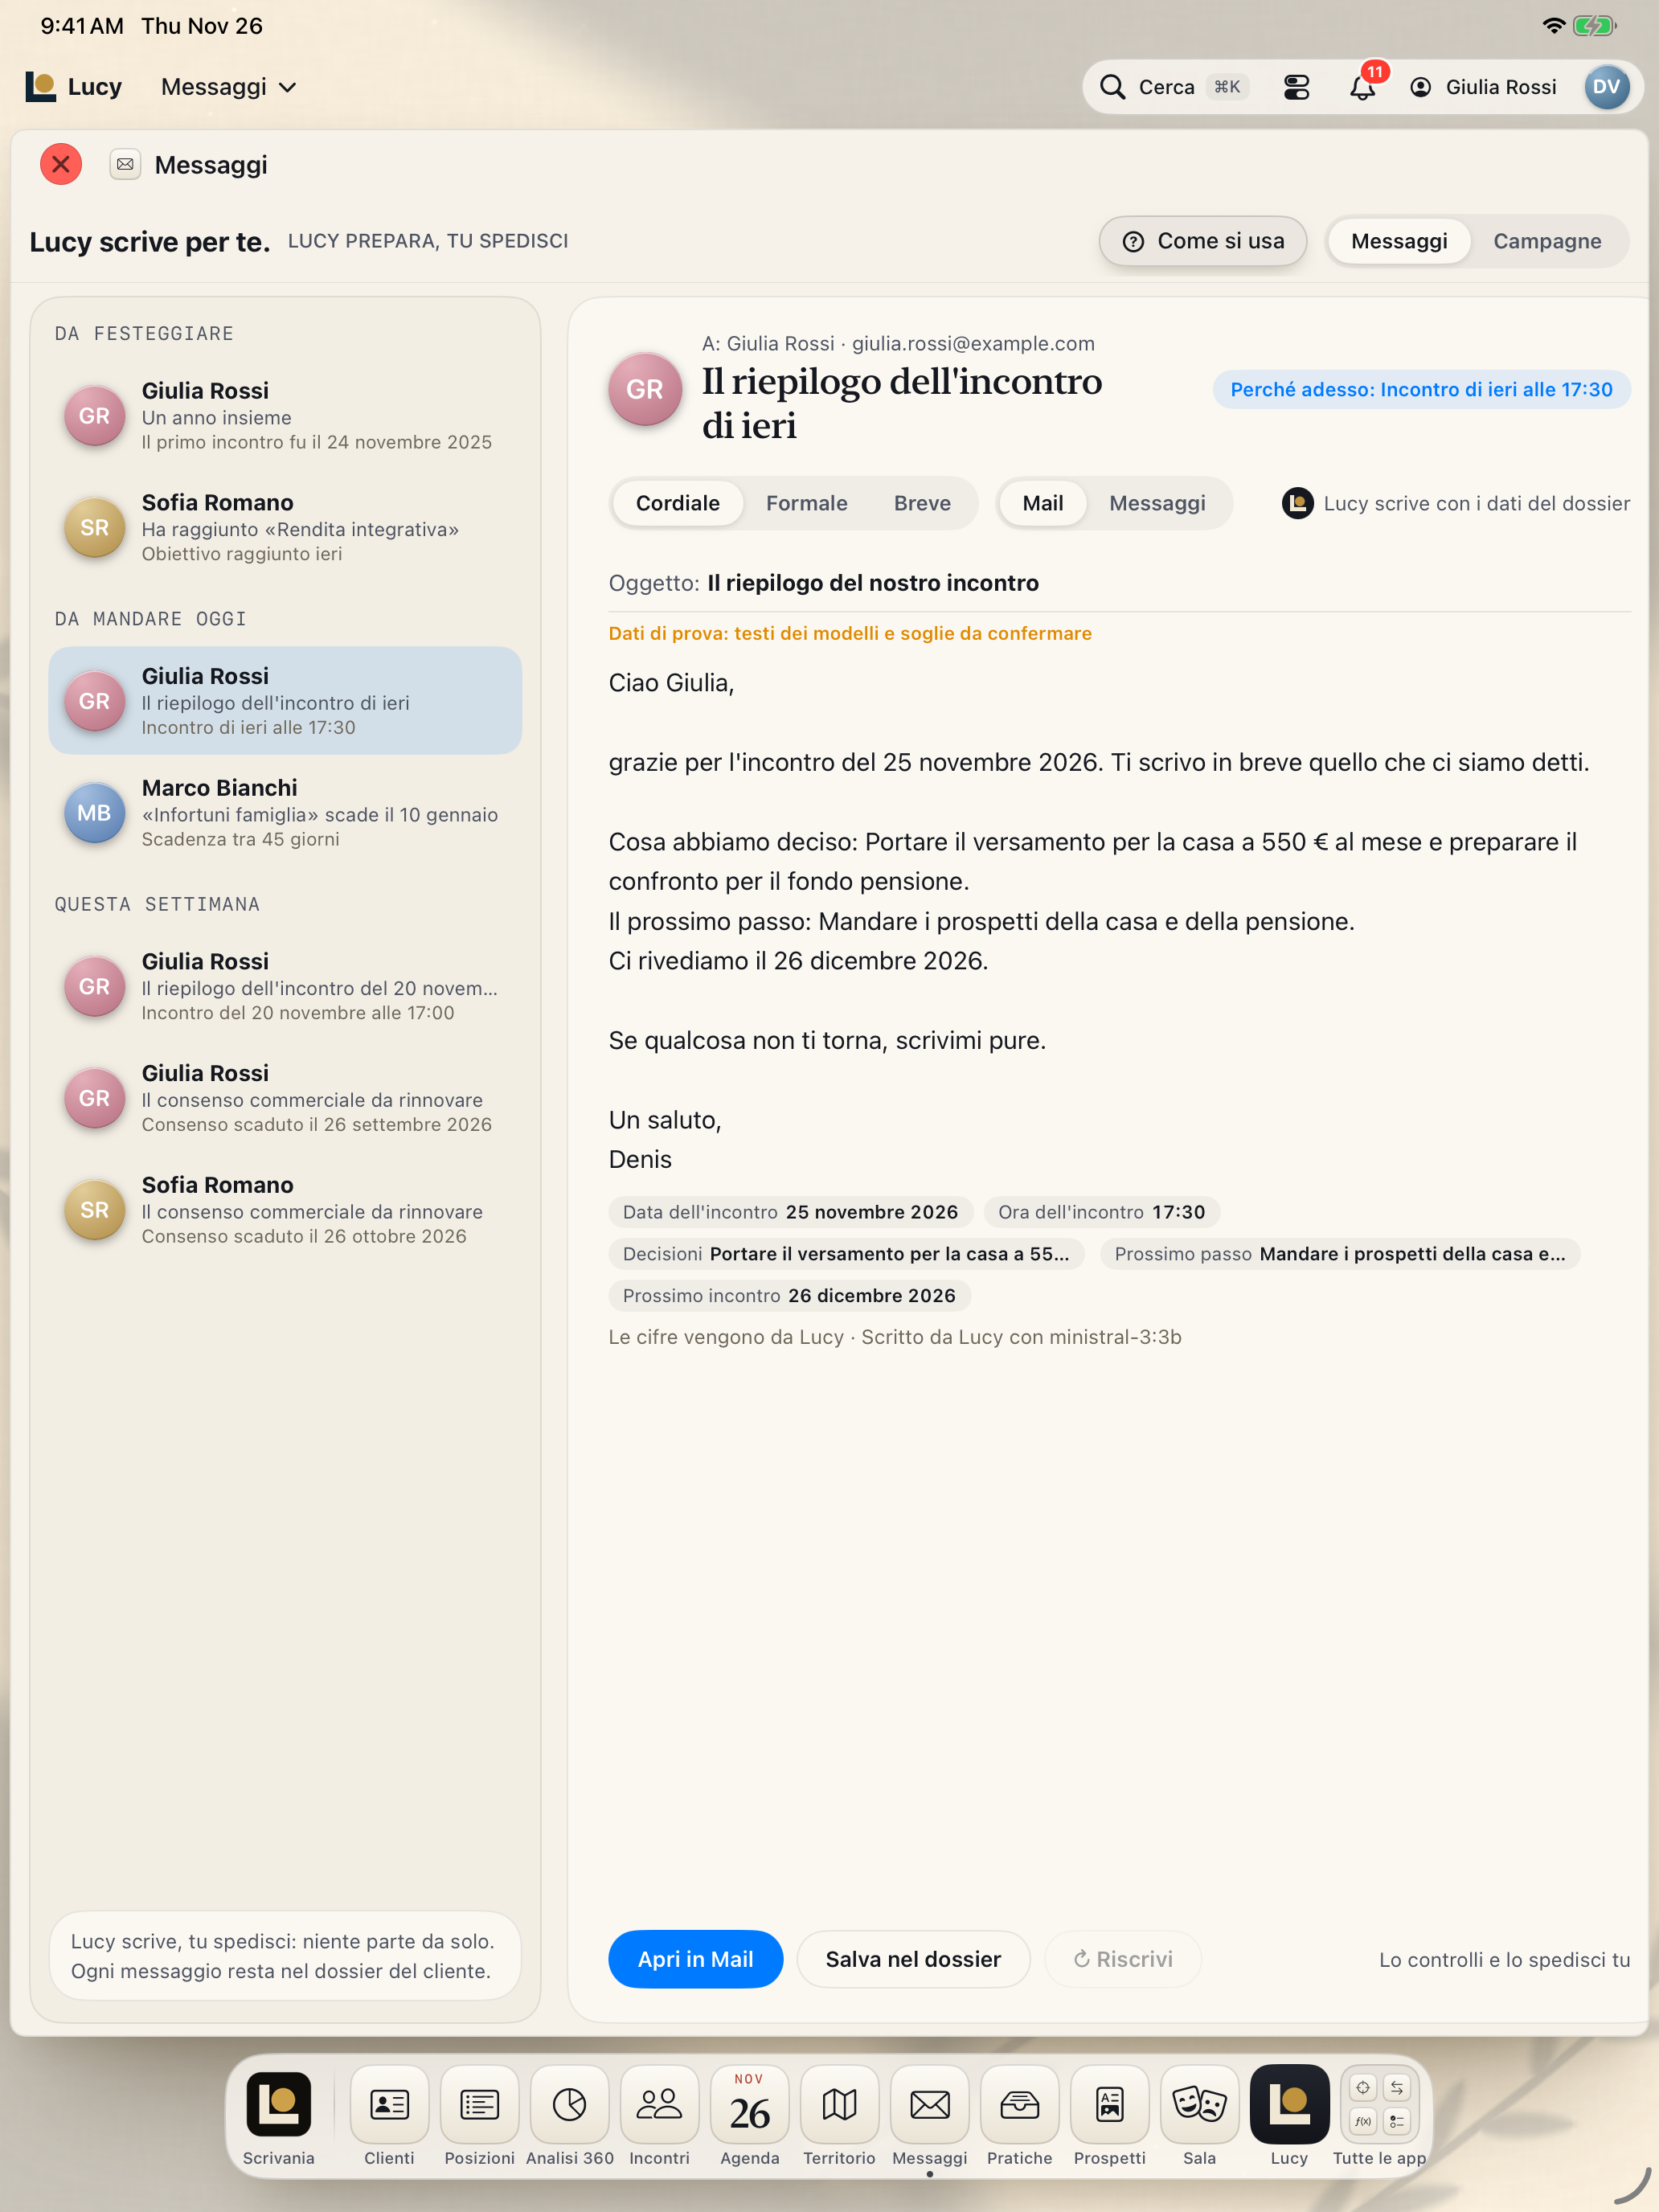 9:41 AM Thu Nov 26
Lucy Messaggi
Cerca ⌘K 11 Giulia Rossi DV
Messaggi
Lucy scrive per te. LUCY PREPARA, TU SPEDISCI
Come si usa Messaggi Campagne
DA FESTEGGIARE
GR
Giulia Rossi
Un anno insieme
Il primo incontro fu il 24 novembre 2025
SR
Sofia Romano
Ha raggiunto «Rendita integrativa»
Obiettivo raggiunto ieri
DA MANDARE OGGI
GR
Giulia Rossi
Il riepilogo dell'incontro di ieri
Incontro di ieri alle 17:30
MB
Marco Bianchi
«Infortuni famiglia» scade il 10 gennaio
Scadenza tra 45 giorni
QUESTA SETTIMANA
GR
Giulia Rossi
Il riepilogo dell'incontro del 20 novem...
Incontro del 20 novembre alle 17:00
GR
Giulia Rossi
Il consenso commerciale da rinnovare
Consenso scaduto il 26 settembre 2026
SR
Sofia Romano
Il consenso commerciale da rinnovare
Consenso scaduto il 26 ottobre 2026
Lucy scrive, tu spedisci: niente parte da solo.
Ogni messaggio resta nel dossier del cliente.
GR
A: Giulia Rossi · giulia.rossi@example.com
Il riepilogo dell'incontro
di ieri
Perché adesso: Incontro di ieri alle 17:30
Cordiale Formale Breve Mail Messaggi Lucy scrive con i dati del dossier
Oggetto: Il riepilogo del nostro incontro
Dati di prova: testi dei modelli e soglie da confermare
Ciao Giulia,
grazie per l'incontro del 25 novembre 2026. Ti scrivo in breve quello che ci siamo detti.
Cosa abbiamo deciso: Portare il versamento per la casa a 550 € al mese e preparare il
confronto per il fondo pensione.
Il prossimo passo: Mandare i prospetti della casa e della pensione.
Ci rivediamo il 26 dicembre 2026.
Se qualcosa non ti torna, scrivimi pure.
Un saluto,
Denis
Data dell'incontro 25 novembre 2026 Ora dell'incontro 17:30
Decisioni Portare il versamento per la casa a 55... Prossimo passo Mandare i prospetti della casa e...
Prossimo incontro 26 dicembre 2026
Le cifre vengono da Lucy · Scritto da Lucy con ministral-3:3b
Apri in Mail Salva nel dossier Riscrivi Lo controlli e lo spedisci tu
NOV
26
f(x)
Scrivania Clienti Posizioni Analisi 360 Incontri Agenda Territorio Messaggi Pratiche Prospetti Sala Lucy Tutte le app